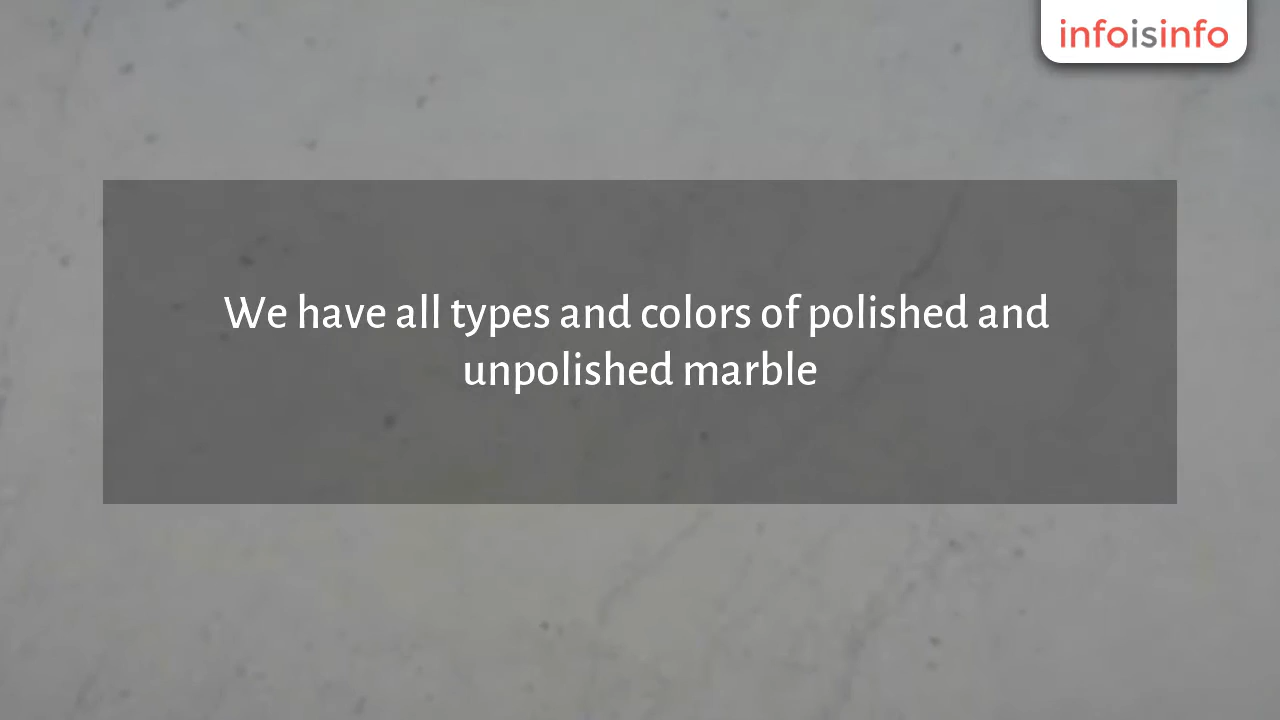 infoisinfo
We have all types and colors of polished and
unpolished marble